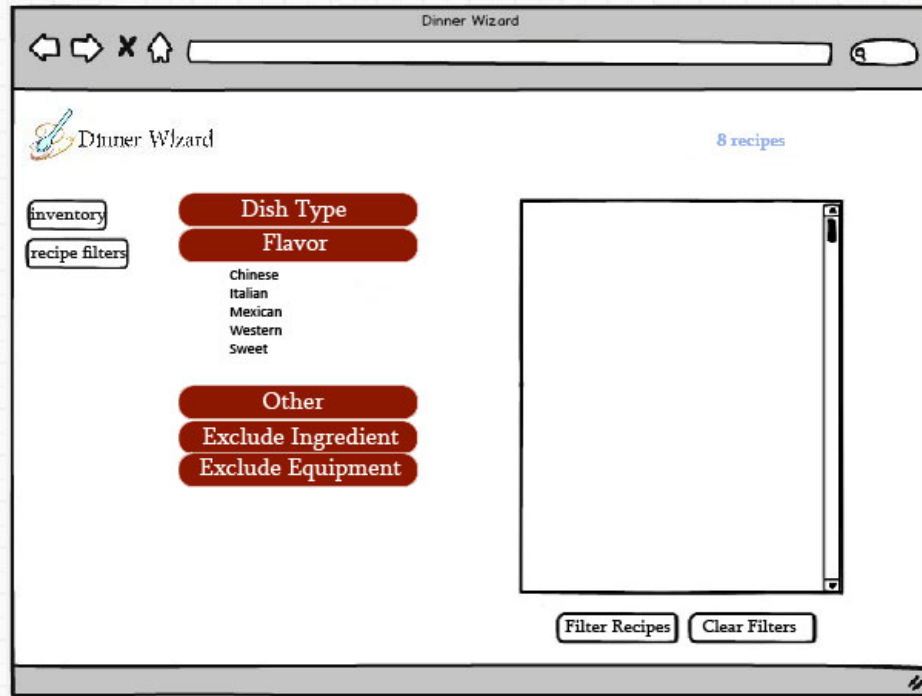 Dinner Wizard
Dinner Wizard
8 recipes
inventory
recipe filters
Dish Type
Flavor
Chinese
Italian
Mexican
Western
Sweet
Other
Exclude Ingredient
Exclude Equipment
Filter Recipes
Clear Filters